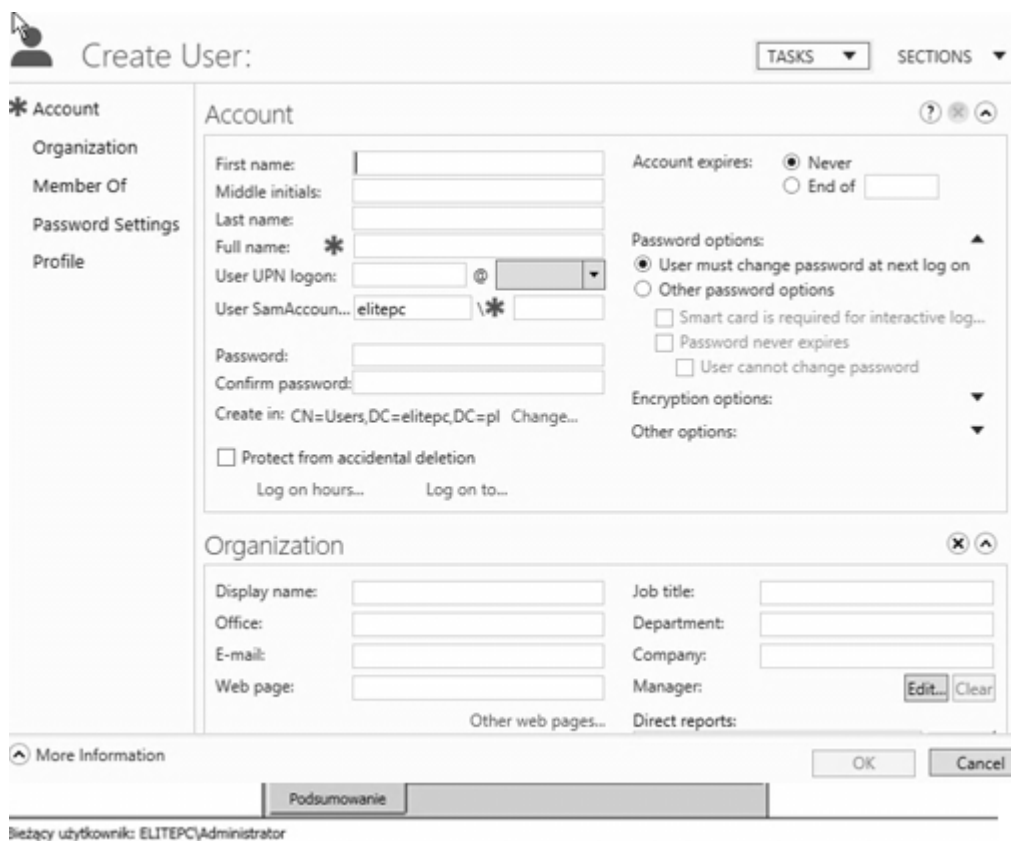 Create User:
TASKS
SECTIONS
Account
Organization
Member Of
Password Settings
Profile
Account
First name:
Middle initials:
Last name:
Full name:
User UPN logon: @
User SamAccoun... elitepc \
Password:
Confirm password:
Create in: CN=Users,DC=elitepc,DC=pl Change...
Protect from accidental deletion
Log on hours... Log on to...
Account expires: Never
End of
Password options:
User must change password at next log on
Other password options
Smart card is required for interactive log...
Password never expires
User cannot change password
Encryption options:
Other options:
Organization
Display name:
Office:
E-mail:
Web page:
Other web pages...
Job title:
Department:
Company:
Manager: Edit... Clear
Direct reports:
More Information
OK Cancel
Podsumowanie
Bieżący użytkownik: ELITEPC\Administrator